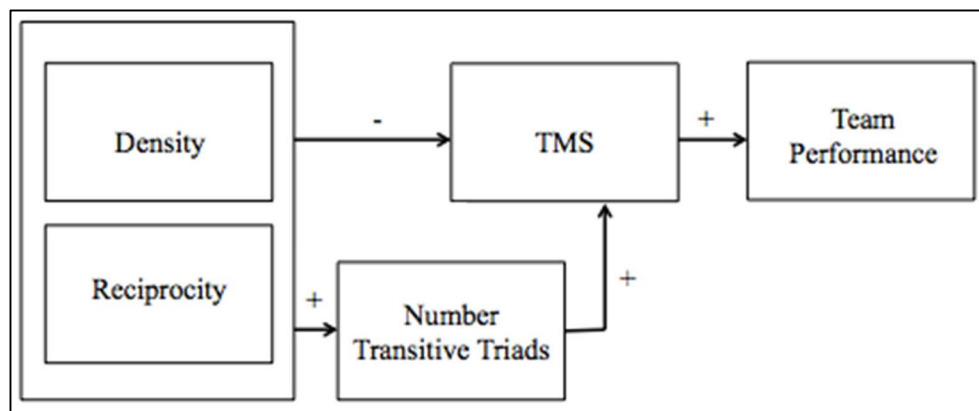 Density
-
TMS
+
Team
Performance
Reciprocity
+
Number
Transitive Triads
+